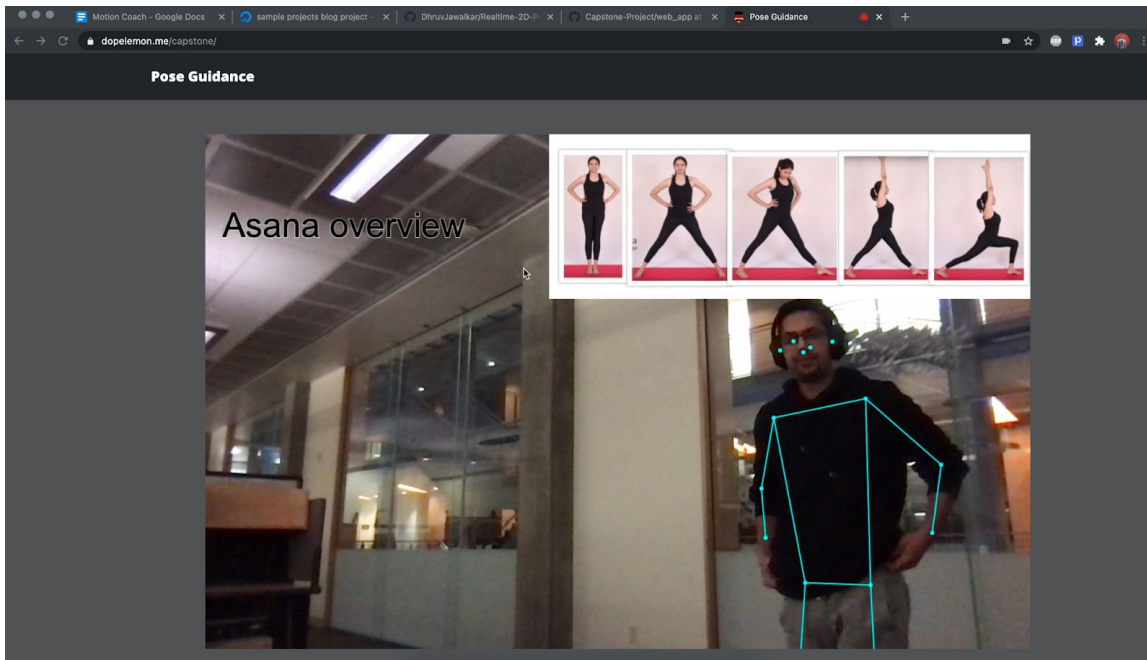 Motion Coach - Google Docs
sample projects blog project -
DhruvJawalkar/Realtime-2D-P
Capstone-Project/web_app at
Pose Guidance
dopelemon.me/capstone/
Pose Guidance
Asana overview